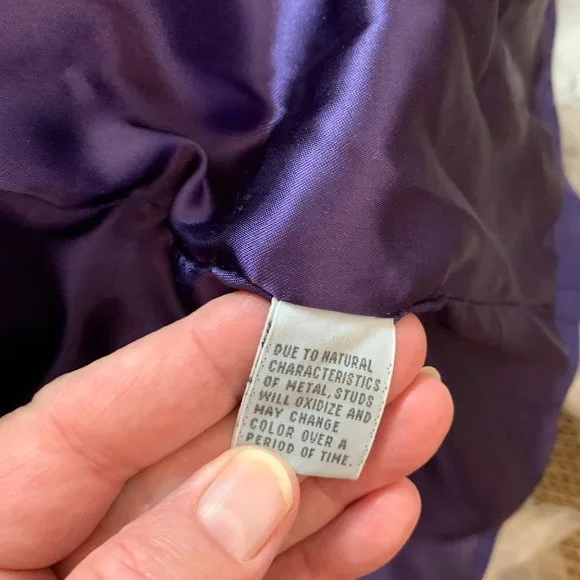 DUE TO NATURAL
CHARACTERISTICS
OF METAL, STUDS
WILL OXIDIZE AND
MAY CHANGE
COLOR OVER A
PERIOD OF TIME.